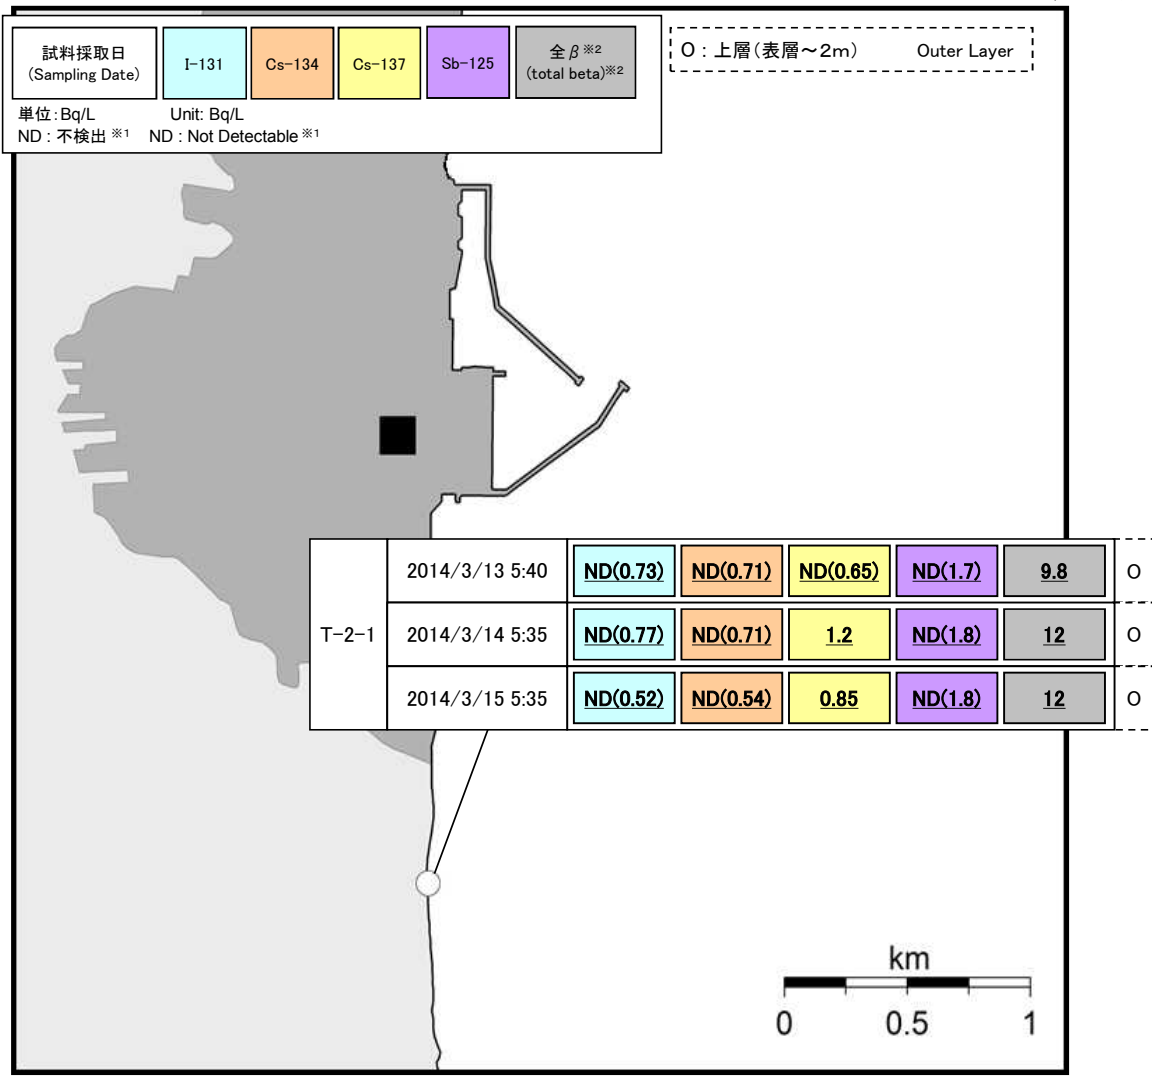 試料採取日
(Sampling Date)
I-131
Cs-134
Cs-137
Sb-125
全β※2
(total beta)※2
O : 上層(表層~2m) Outer Layer
単位:Bq/L Unit: Bq/L
ND : 不検出 ※1 ND : Not Detectable ※1
T-2-1
2014/3/13 5:40 ND(0.73) ND(0.71) ND(0.65) ND(1.7) 9.8 O
2014/3/14 5:35 ND(0.77) ND(0.71) 1.2 ND(1.8) 12 O
2014/3/15 5:35 ND(0.52) ND(0.54) 0.85 ND(1.8) 12 O
km
0 0.5 1